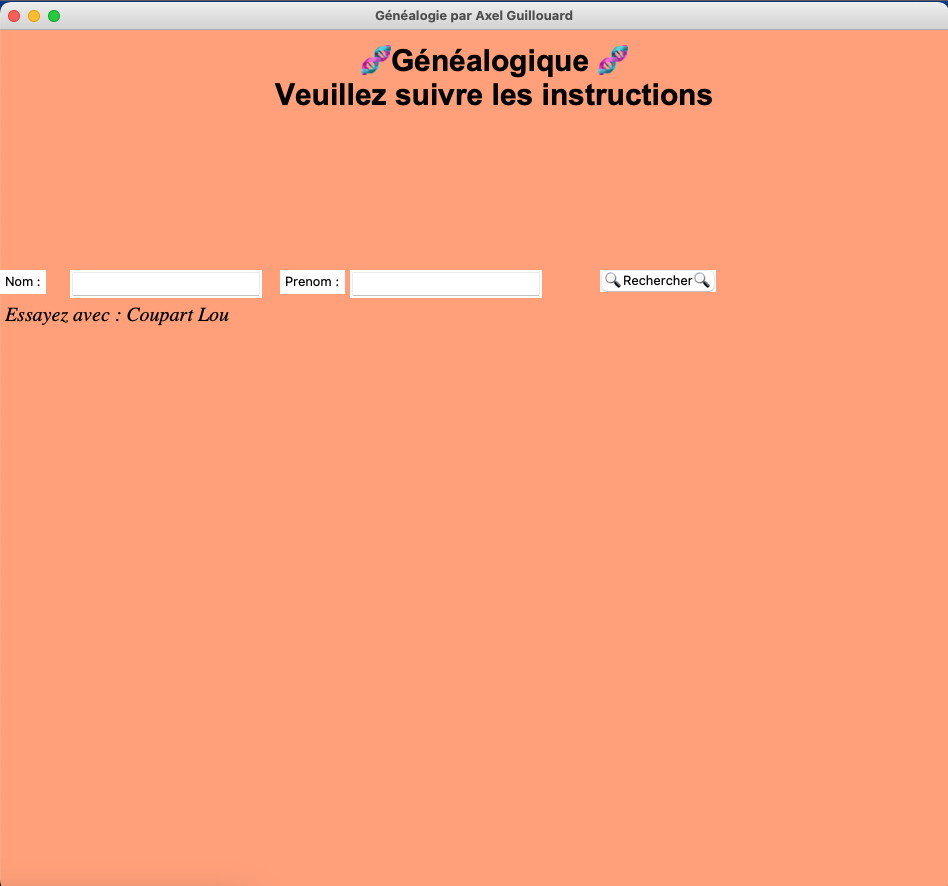 Généalogie par Axel Guillouard
🧬Généalogique 🧬
Veuillez suivre les instructions
Nom : Prenom : 🔍Rechercher🔍
Essayez avec : Coupart Lou